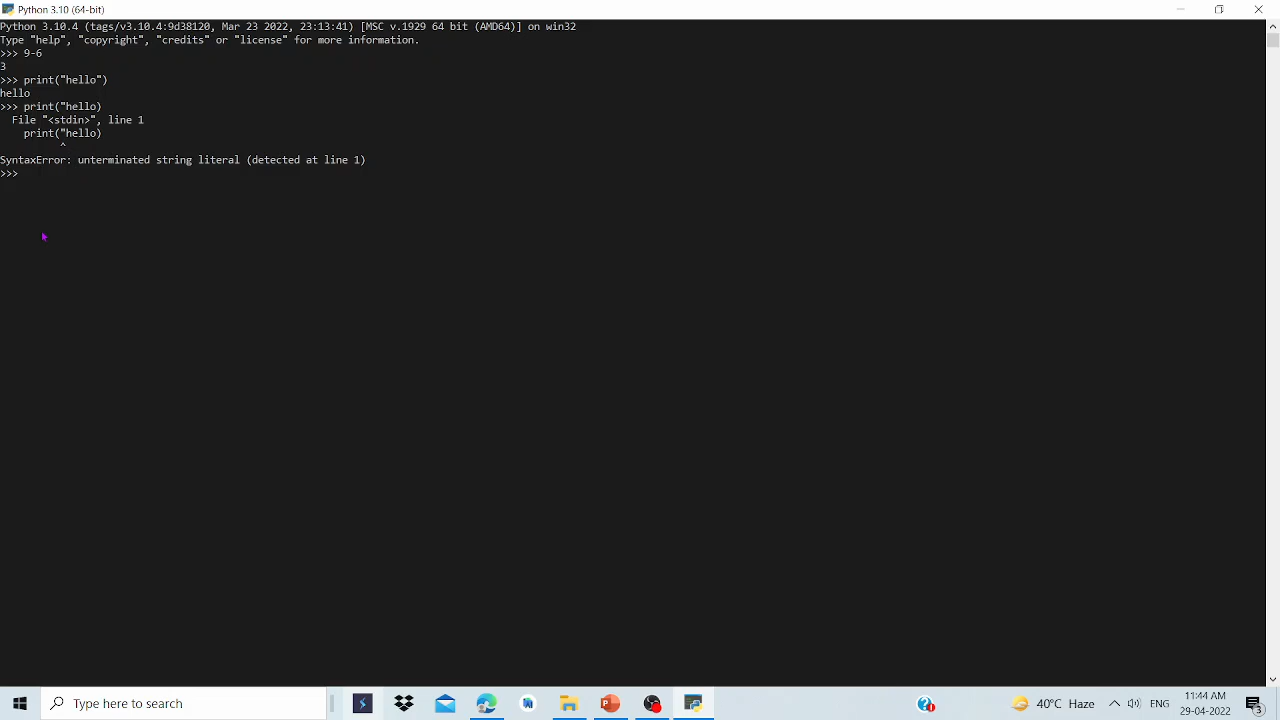 Python 3.10 (64-bit)
Python 3.10.4 (tags/v3.10.4:9d38120, Mar 23 2022, 23:13:41) [MSC v.1929 64 bit (AMD64)] on win32
Type "help", "copyright", "credits" or "license" for more information.
>>> 9-6
3
>>> print("hello")
hello
>>> print("hello)
  File "<stdin>", line 1
    print("hello)
          ^
SyntaxError: unterminated string literal (detected at line 1)
>>>
Type here to search
40°C Haze
ENG
11:44 AM
29-04-2022
3